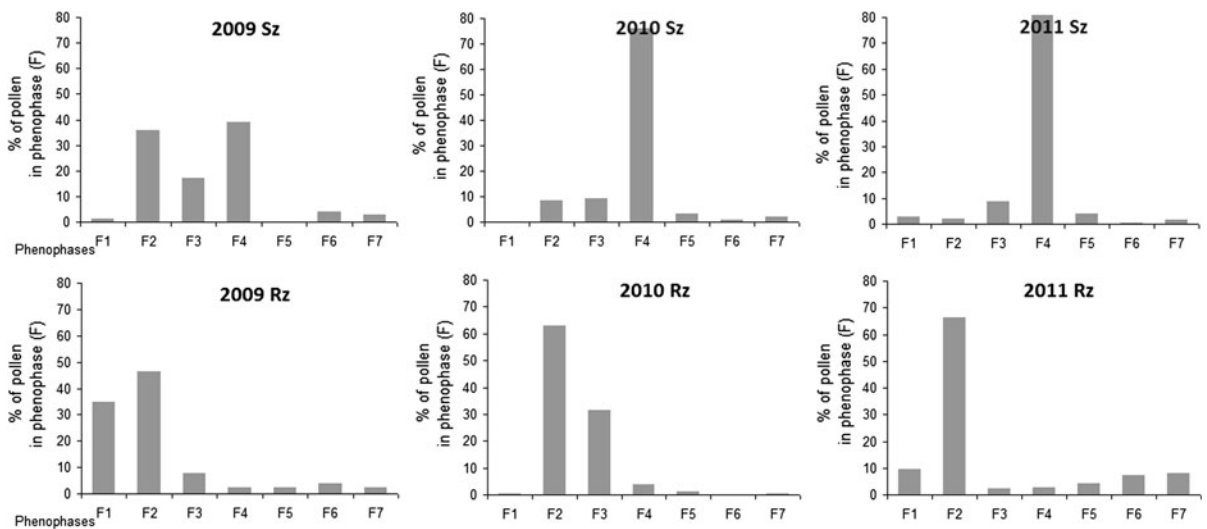 2009 Sz
% of pollen
in phenophase (F)
80
70
60
50
40
30
20
10
0
Phenophases
F1 F2 F3 F4 F5 F6 F7
2010 Sz
% of pollen
in phenophase (F)
80
70
60
50
40
30
20
10
0
F1 F2 F3 F4 F5 F6 F7
2011 Sz
% of pollen
in phenophase (F)
80
70
60
50
40
30
20
10
0
F1 F2 F3 F4 F5 F6 F7
2009 Rz
% of pollen
in phenophase (F)
80
70
60
50
40
30
20
10
0
Phenophases
F1 F2 F3 F4 F5 F6 F7
2010 Rz
% of pollen
in phenophase (F)
80
70
60
50
40
30
20
10
0
F1 F2 F3 F4 F5 F6 F7
2011 Rz
% of pollen
in phenophase (F)
80
70
60
50
40
30
20
10
0
F1 F2 F3 F4 F5 F6 F7